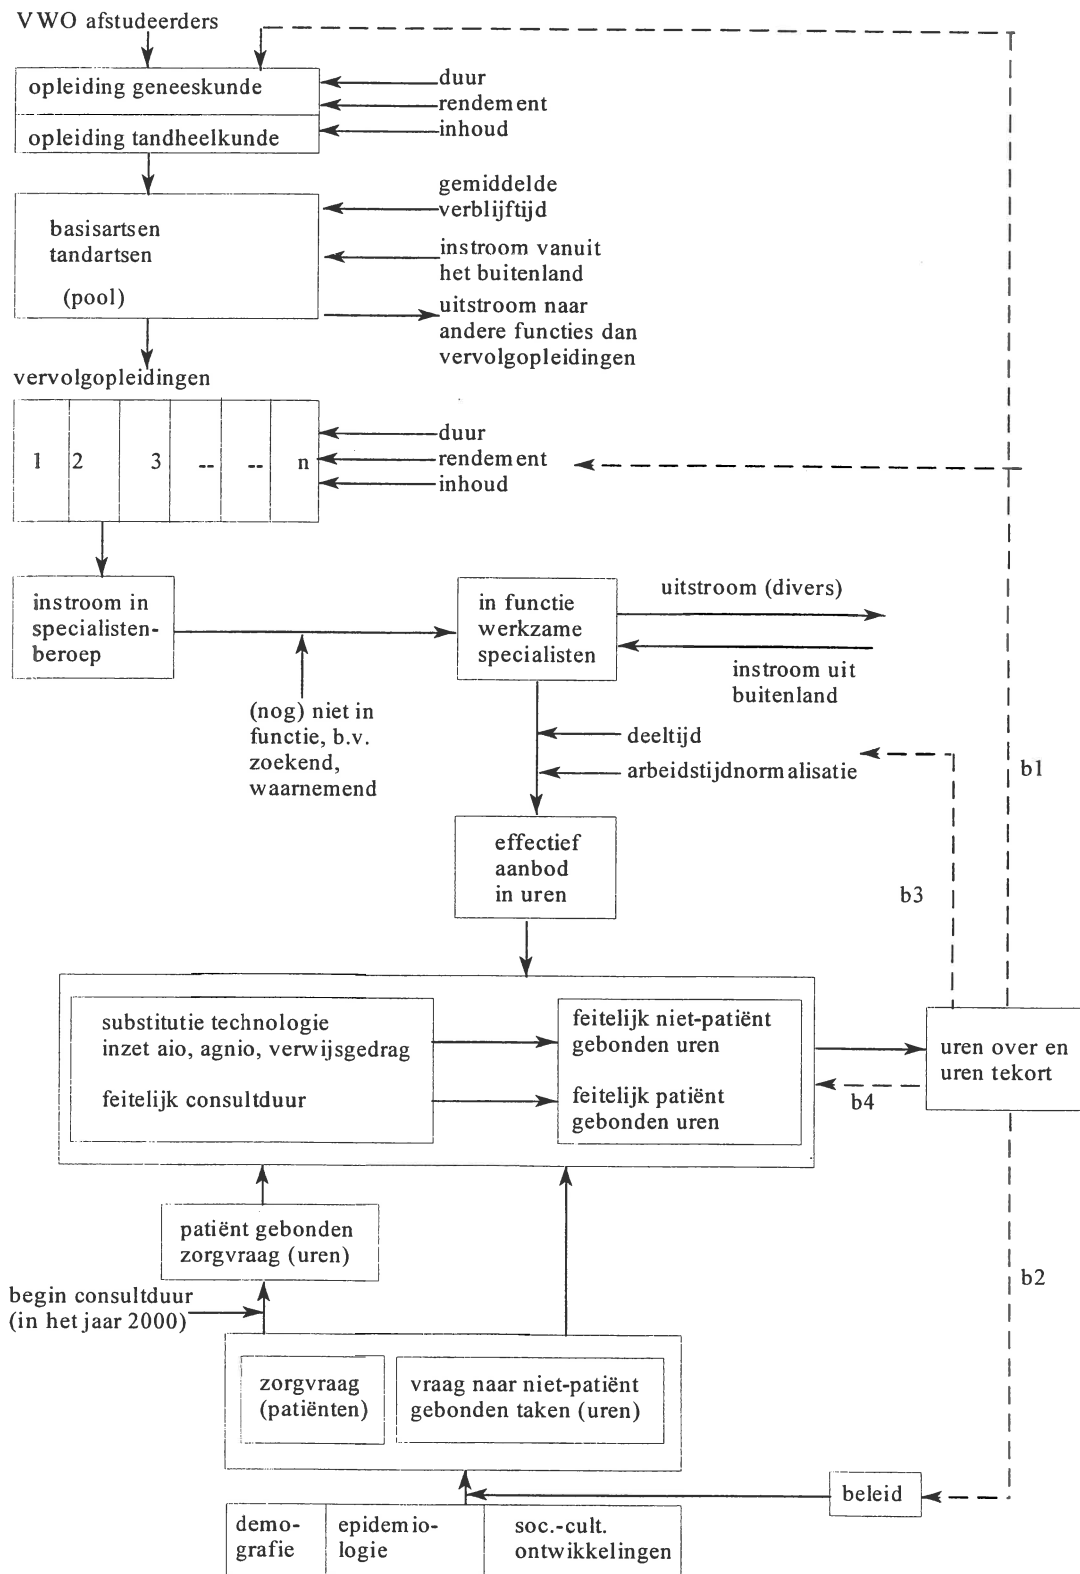 VWO afstudeerders
opleiding geneeskunde
opleiding tandheelkunde
duur
rendement
inhoud
basisartsen
tandartsen
(pool)
gemiddelde
verblijftijd
instroom vanuit
het buitenland
uitstroom naar
andere functies dan
vervolgopleidingen
vervolgopleidingen
1 2 3 -- -- n
duur
rendement
inhoud
instroom in
specialisten-
beroep
in functie
werkzame
specialisten
uitstroom (divers)
instroom uit
buitenland
(nog) niet in
functie, b.v.
zoekend,
waarnemend
deeltijd
arbeidstijdnormalisatie
b1
effectief
aanbod
in uren
b3
substitutie technologie
inzet aio, agnio, verwijsgedrag
feitelijk consultduur
feitelijk niet-patiënt
gebonden uren
feitelijk patiënt
gebonden uren
uren over en
uren tekort
b4
patiënt gebonden
zorgvraag (uren)
b2
begin consultduur
(in het jaar 2000)
zorgvraag
(patiënten)
vraag naar niet-patiënt
gebonden taken (uren)
beleid
demo-
grafie
epidemio-
logie
soc.-cult.
ontwikkelingen